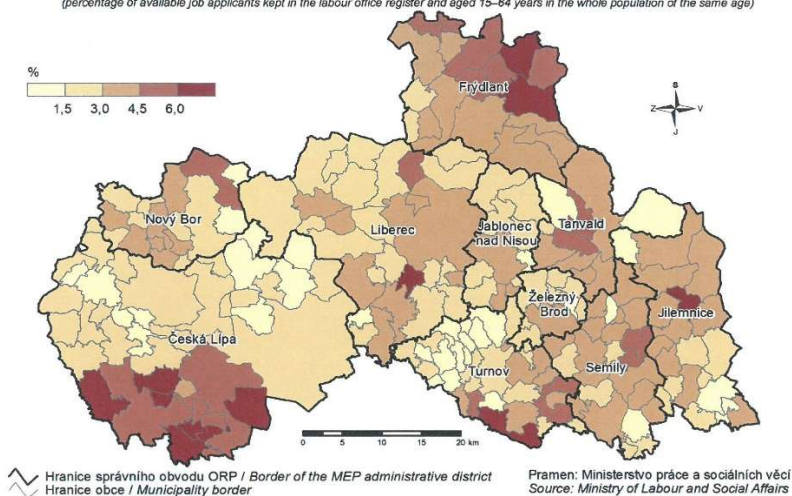 (percentage of available job applicants kept in the labour office register and aged 15–64 years in the whole population of the same age)
%
1,5 3,0 4,5 6,0
S
Z V
J
Frýdlant
Nový Bor
Liberec
Jablonec
nad Nisou
Tanvald
Železný
Brod
Jilemnice
Česká Lípa
Turnov
Semily
0 5 10 15 20 km
Hranice správního obvodu ORP / Border of the MEP administrative district
Hranice obce / Municipality border
Pramen: Ministerstvo práce a sociálních věcí
Source: Ministry of Labour and Social Affairs